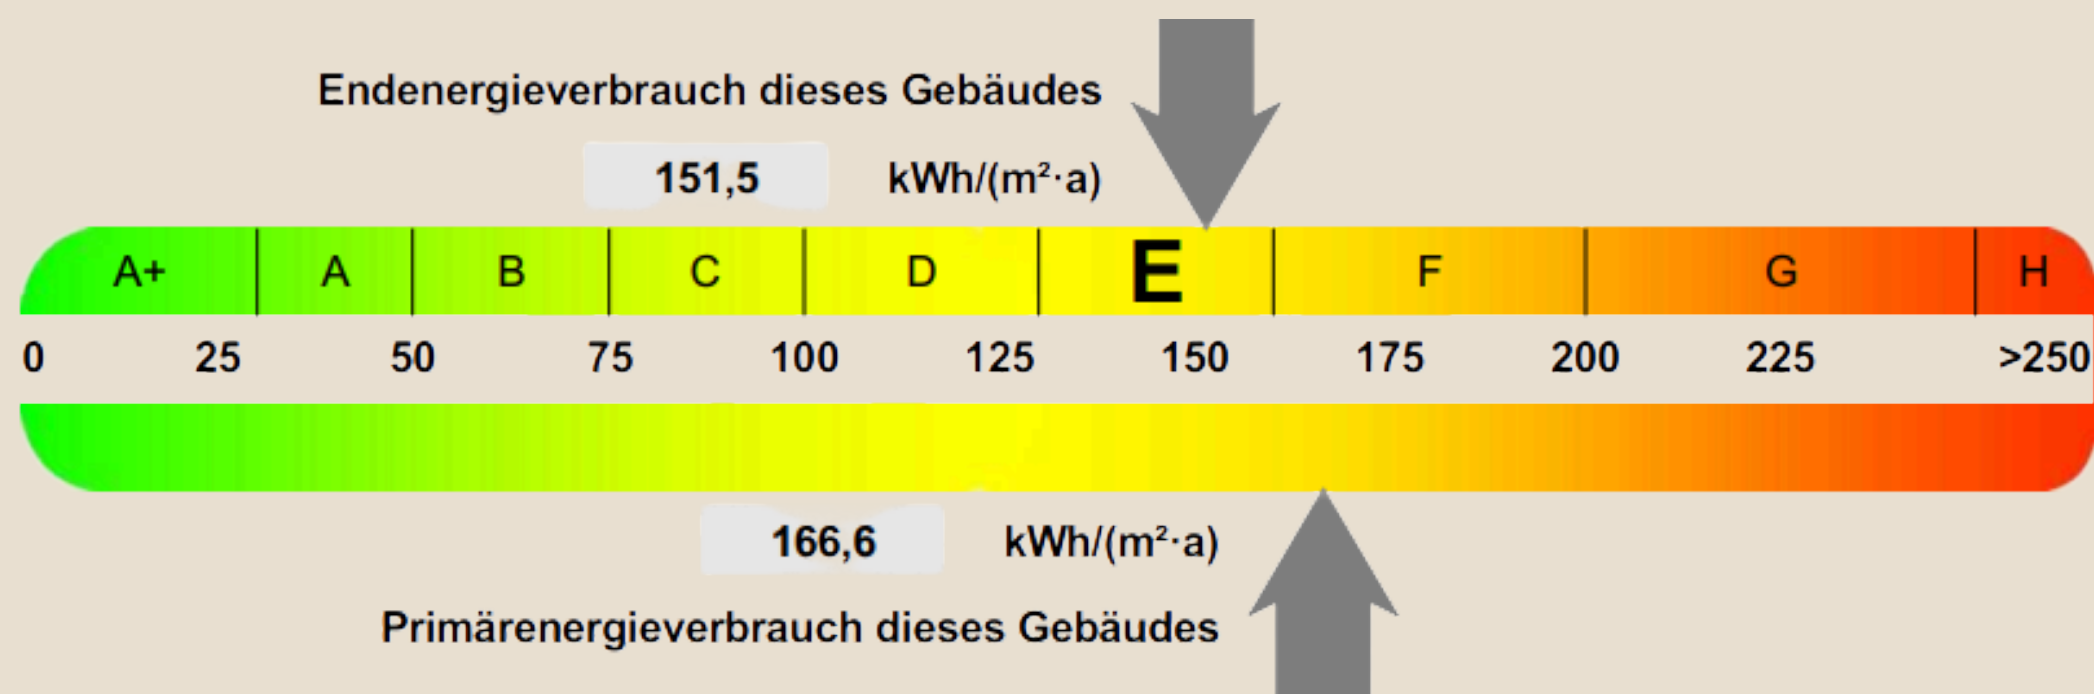 Endenergieverbrauch dieses Gebäudes
151,5 kWh/(m²·a)
A+ A B C D E F G H
0 25 50 75 100 125 150 175 200 225 >250
166,6 kWh/(m²·a)
Primärenergieverbrauch dieses Gebäudes